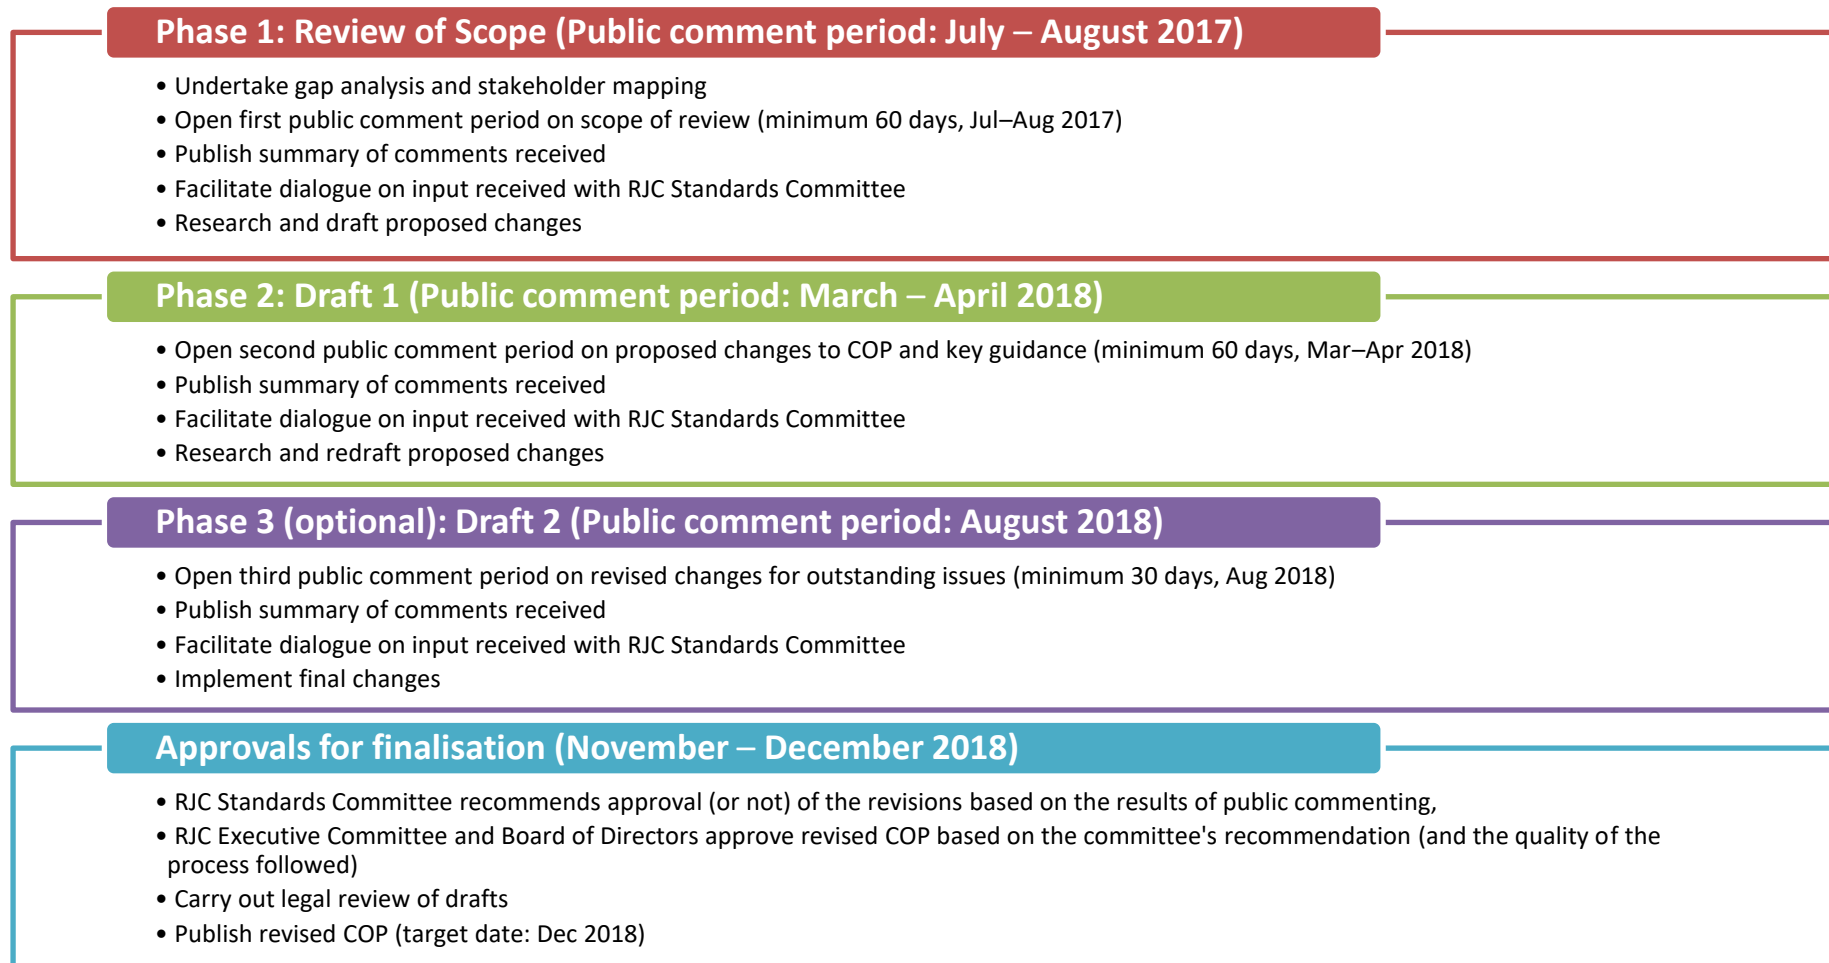 Phase 1: Review of Scope (Public comment period: July – August 2017)
• Undertake gap analysis and stakeholder mapping
• Open first public comment period on scope of review (minimum 60 days, Jul–Aug 2017)
• Publish summary of comments received
• Facilitate dialogue on input received with RJC Standards Committee
• Research and draft proposed changes
Phase 2: Draft 1 (Public comment period: March – April 2018)
• Open second public comment period on proposed changes to COP and key guidance (minimum 60 days, Mar–Apr 2018)
• Publish summary of comments received
• Facilitate dialogue on input received with RJC Standards Committee
• Research and redraft proposed changes
Phase 3 (optional): Draft 2 (Public comment period: August 2018)
• Open third public comment period on revised changes for outstanding issues (minimum 30 days, Aug 2018)
• Publish summary of comments received
• Facilitate dialogue on input received with RJC Standards Committee
• Implement final changes
Approvals for finalisation (November – December 2018)
• RJC Standards Committee recommends approval (or not) of the revisions based on the results of public commenting,
• RJC Executive Committee and Board of Directors approve revised COP based on the committee's recommendation (and the quality of the
process followed)
• Carry out legal review of drafts
• Publish revised COP (target date: Dec 2018)